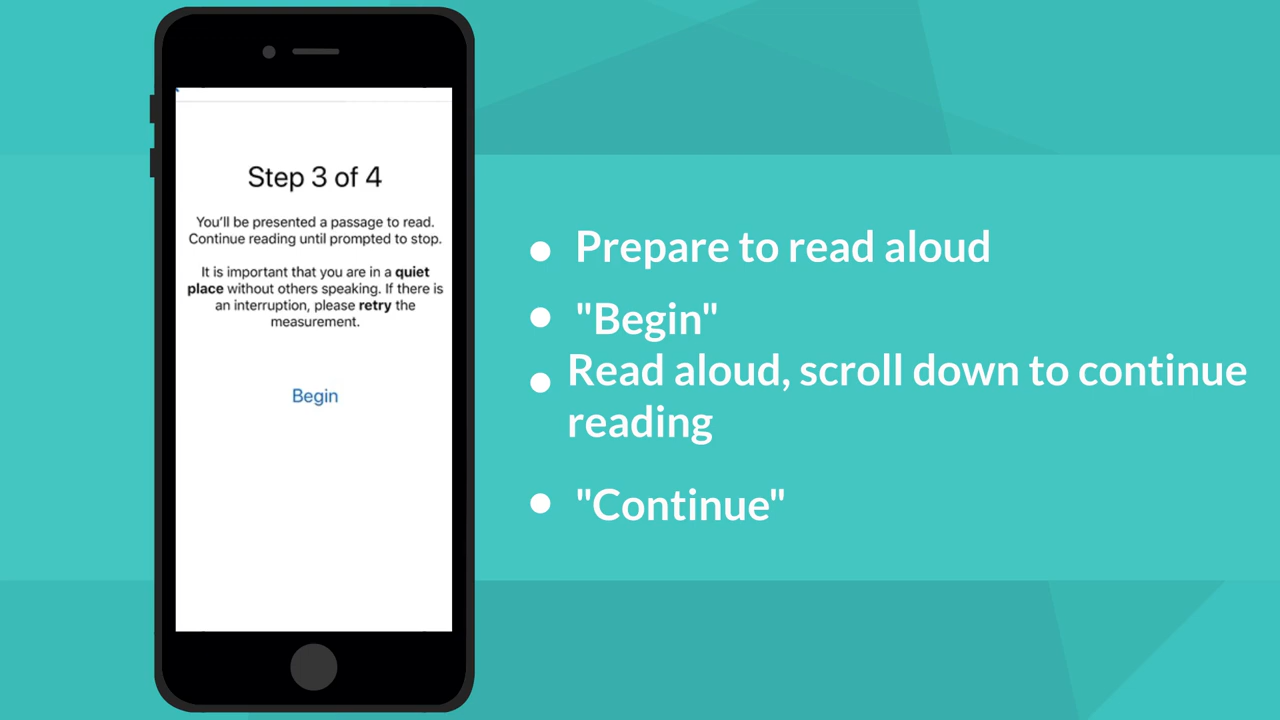 Step 3 of 4
You'll be presented a passage to read.
Continue reading until prompted to stop.
It is important that you are in a quiet
place without others speaking. If there is
an interruption, please retry the
measurement.
Begin
Prepare to read aloud
"Begin"
Read aloud, scroll down to continue
reading
"Continue"